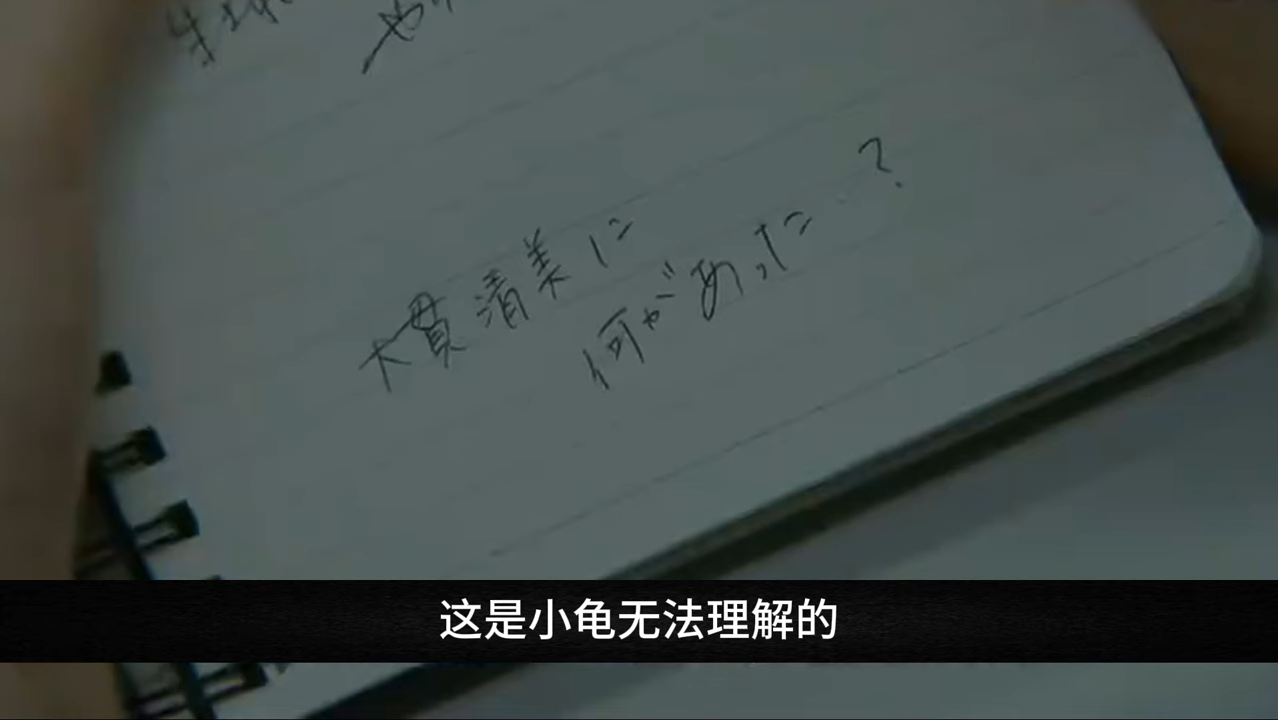 大貫清美に
何があった?
这是小龟无法理解的